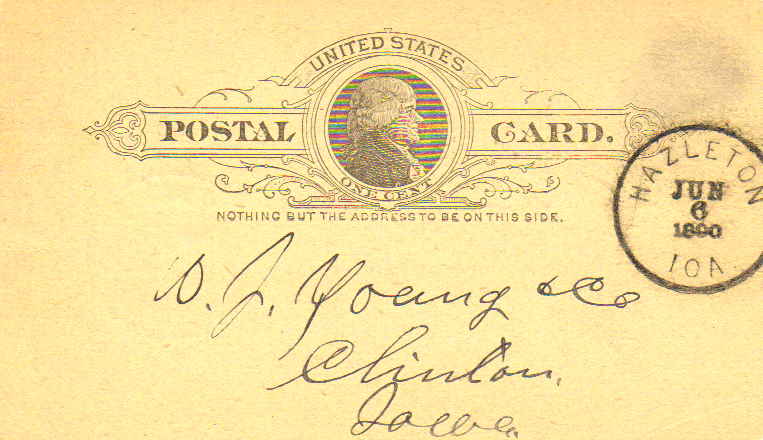 UNITED STATES
POSTAL CARD.
ONE CENT
NOTHING BUT THE ADDRESS TO BE ON THIS SIDE.
HAZLETON
JUN
6
1890
IOA.
W. J. Young & Co
Clinton,
Iowa.